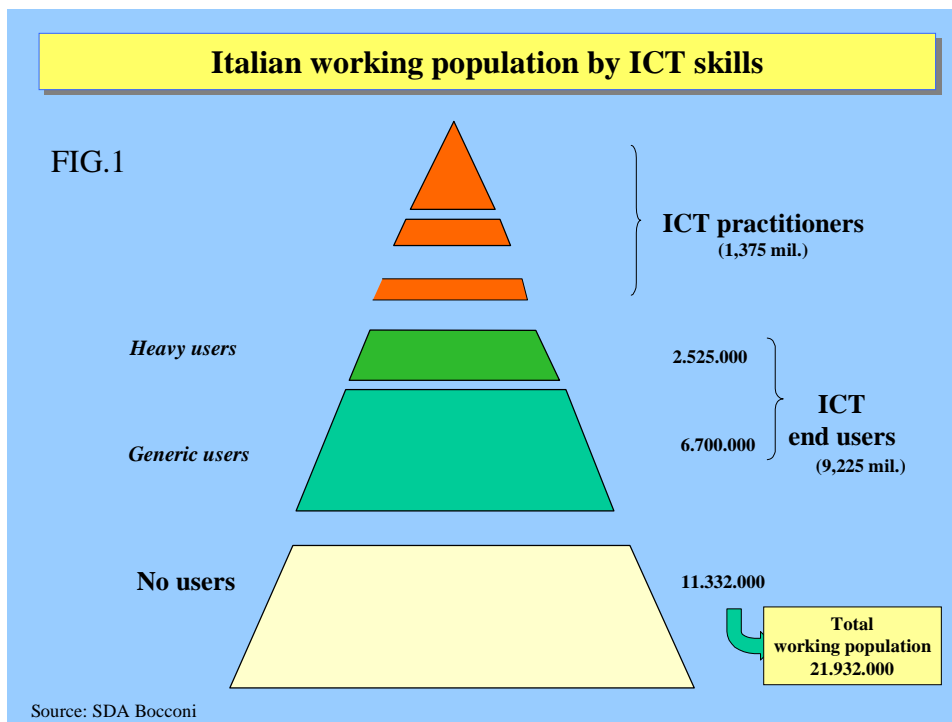 Italian working population by ICT skills
FIG.1
ICT practitioners
(1,375 mil.)
Heavy users
2.525.000
ICT
end users
(9,225 mil.)
Generic users
6.700.000
No users
11.332.000
Total
working population
21.932.000
Source: SDA Bocconi